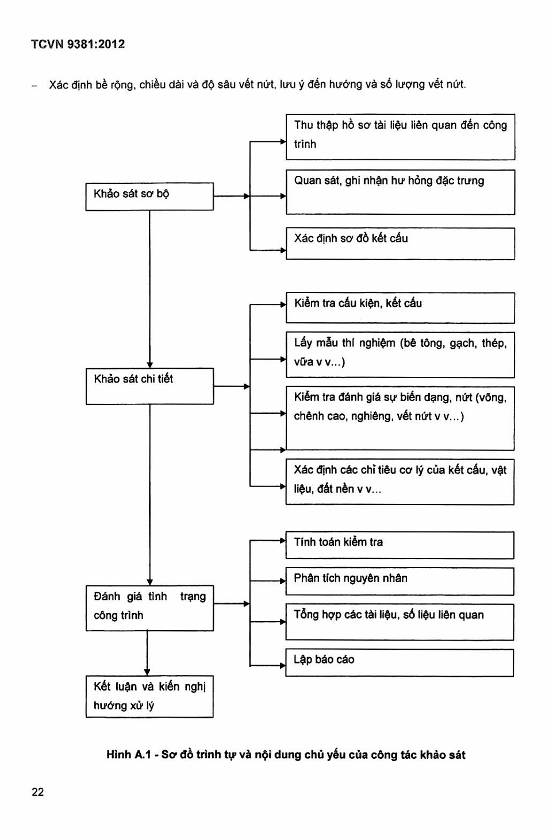 TCVN 9381:2012
– Xác định bề rộng, chiều dài và độ sâu vết nứt, lưu ý đến hướng và số lượng vết nứt.
Thu thập hồ sơ tài liệu liên quan đến công
trình
Khảo sát sơ bộ
Quan sát, ghi nhận hư hỏng đặc trưng
Xác định sơ đồ kết cấu
Kiểm tra cấu kiện, kết cấu
Lấy mẫu thí nghiệm (bê tông, gạch, thép,
vữa v v...)
Khảo sát chi tiết
Kiểm tra đánh giá sự biến dạng, nứt (võng,
chênh cao, nghiêng, vết nứt v v...)
Xác định các chỉ tiêu cơ lý của kết cấu, vật
liệu, đất nền v v...
Tính toán kiểm tra
Phân tích nguyên nhân
Đánh giá tình trạng
công trình
Tổng hợp các tài liệu, số liệu liên quan
Lập báo cáo
Kết luận và kiến nghị
hướng xử lý
Hình A.1 - Sơ đồ trình tự và nội dung chủ yếu của công tác khảo sát
22